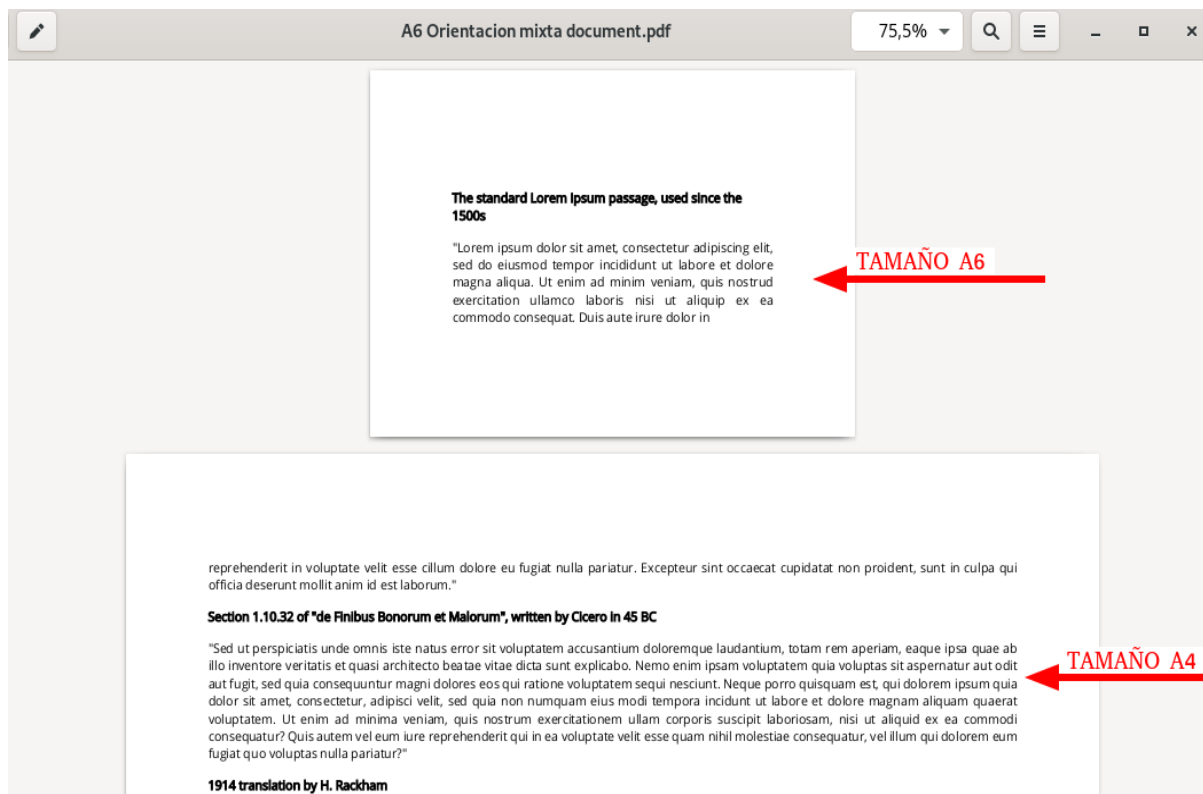 A6 Orientacion mixta document.pdf
75,5%
The standard Lorem Ipsum passage, used since the
1500s
"Lorem ipsum dolor sit amet, consectetur adipiscing elit,
sed do eiusmod tempor incididunt ut labore et dolore
magna aliqua. Ut enim ad minim veniam, quis nostrud
exercitation ullamco laboris nisi ut aliquip ex ea
commodo consequat. Duis aute irure dolor in
TAMAÑO A6
reprehenderit in voluptate velit esse cillum dolore eu fugiat nulla pariatur. Excepteur sint occaecat cupidatat non proident, sunt in culpa qui
officia deserunt mollit anim id est laborum."
Section 1.10.32 of "de Finibus Bonorum et Malorum", written by Cicero in 45 BC
"Sed ut perspiciatis unde omnis iste natus error sit voluptatem accusantium doloremque laudantium, totam rem aperiam, eaque ipsa quae ab
illo inventore veritatis et quasi architecto beatae vitae dicta sunt explicabo. Nemo enim ipsam voluptatem quia voluptas sit aspernatur aut odit
aut fugit, sed quia consequuntur magni dolores eos qui ratione voluptatem sequi nesciunt. Neque porro quisquam est, qui dolorem ipsum quia
dolor sit amet, consectetur, adipisci velit, sed quia non numquam eius modi tempora incidunt ut labore et dolore magnam aliquam quaerat
voluptatem. Ut enim ad minima veniam, quis nostrum exercitationem ullam corporis suscipit laboriosam, nisi ut aliquid ex ea commodi
consequatur? Quis autem vel eum iure reprehenderit qui in ea voluptate velit esse quam nihil molestiae consequatur, vel illum qui dolorem eum
fugiat quo voluptas nulla pariatur?"
TAMAÑO A4
1914 translation by H. Rackham